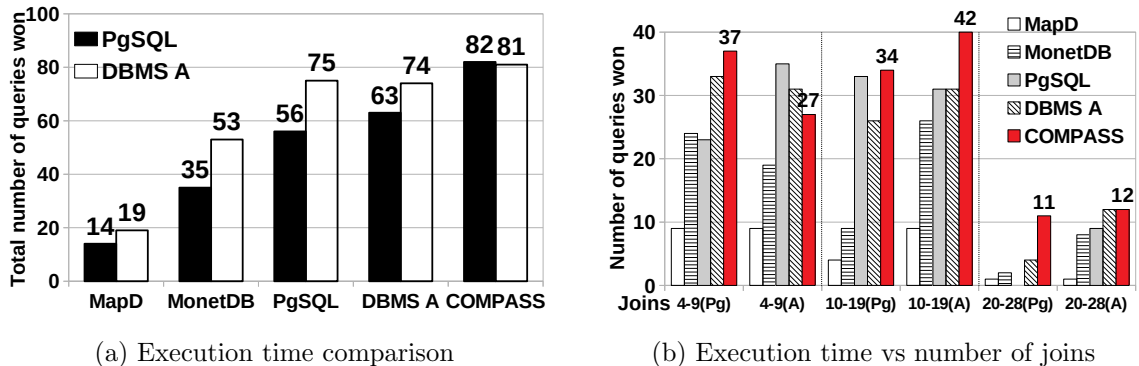 Total number of queries won
100
80
60
40
20
0
PgSQL
DBMS A
14
19
35
53
56
75
63
74
82
81
MapD
MonetDB
PgSQL
DBMS A
COMPASS
(a) Execution time comparison
Number of queries won
40
30
20
10
0
MapD
MonetDB
PgSQL
DBMS A
COMPASS
37
27
34
42
11
12
Joins
4-9(Pg)
4-9(A)
10-19(Pg)
10-19(A)
20-28(Pg)
20-28(A)
(b) Execution time vs number of joins